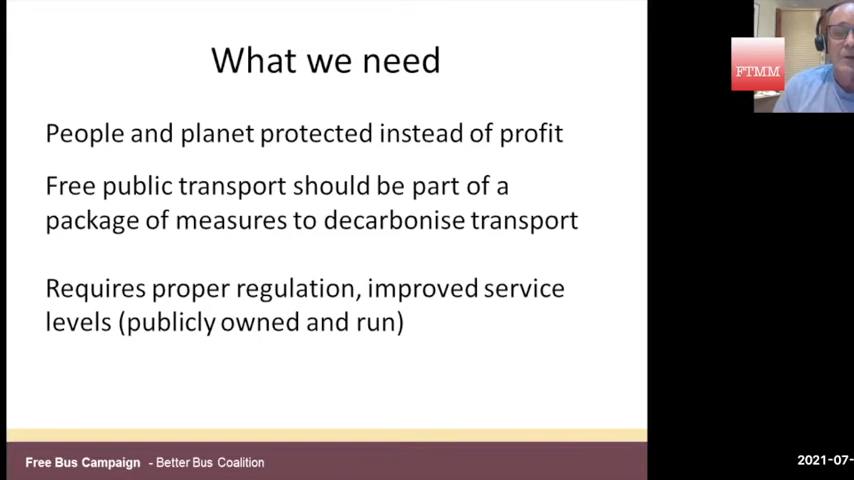 What we need
People and planet protected instead of profit
Free public transport should be part of a
package of measures to decarbonise transport
Requires proper regulation, improved service
levels (publicly owned and run)
Free Bus Campaign - Better Bus Coalition
FTMM
2021-07-